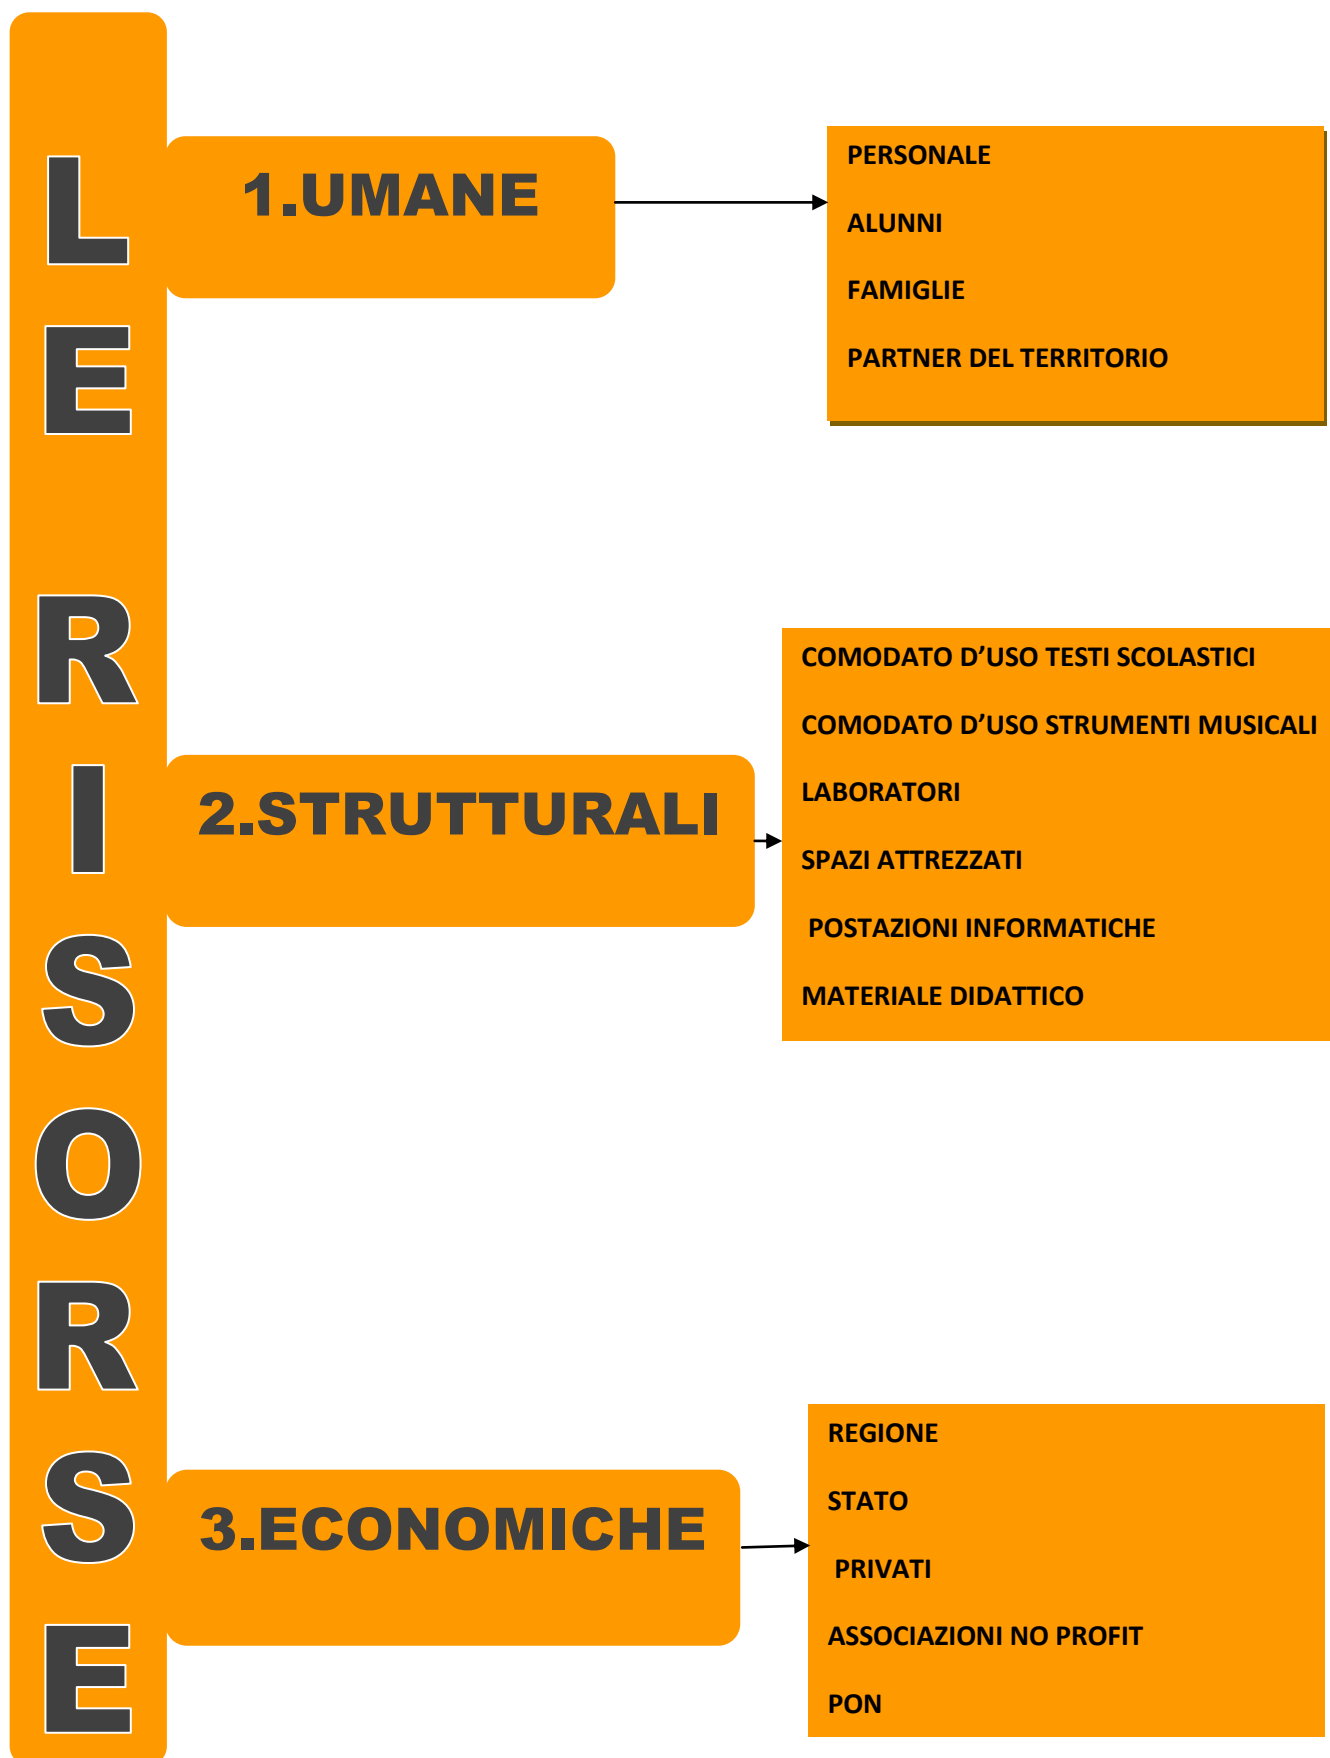 LE RISORSE
1.UMANE
PERSONALE
ALUNNI
FAMIGLIE
PARTNER DEL TERRITORIO
2.STRUTTURALI
COMODATO D’USO TESTI SCOLASTICI
COMODATO D’USO STRUMENTI MUSICALI
LABORATORI
SPAZI ATTREZZATI
POSTAZIONI INFORMATICHE
MATERIALE DIDATTICO
3.ECONOMICHE
REGIONE
STATO
PRIVATI
ASSOCIAZIONI NO PROFIT
PON